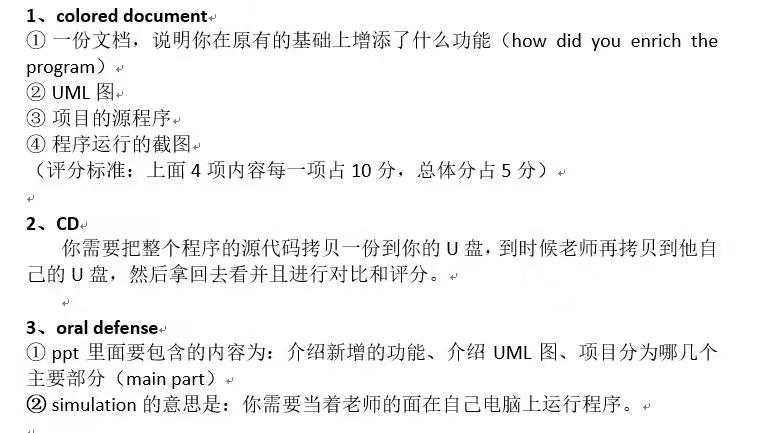 1、colored document
① 一份文档，说明你在原有的基础上增添了什么功能（how did you enrich the
program）
② UML 图
③ 项目的源程序
④ 程序运行的截图
（评分标准：上面 4 项内容每一项占 10 分，总体分占 5 分）
2、CD
你需要把整个程序的源代码拷贝一份到你的 U 盘，到时候老师再拷贝到他自
己的 U 盘，然后拿回去看并且进行对比和评分。
3、oral defense
① ppt 里面要包含的内容为：介绍新增的功能、介绍 UML 图、项目分为哪几个
主要部分（main part）
② simulation 的意思是：你需要当着老师的面在自己电脑上运行程序。